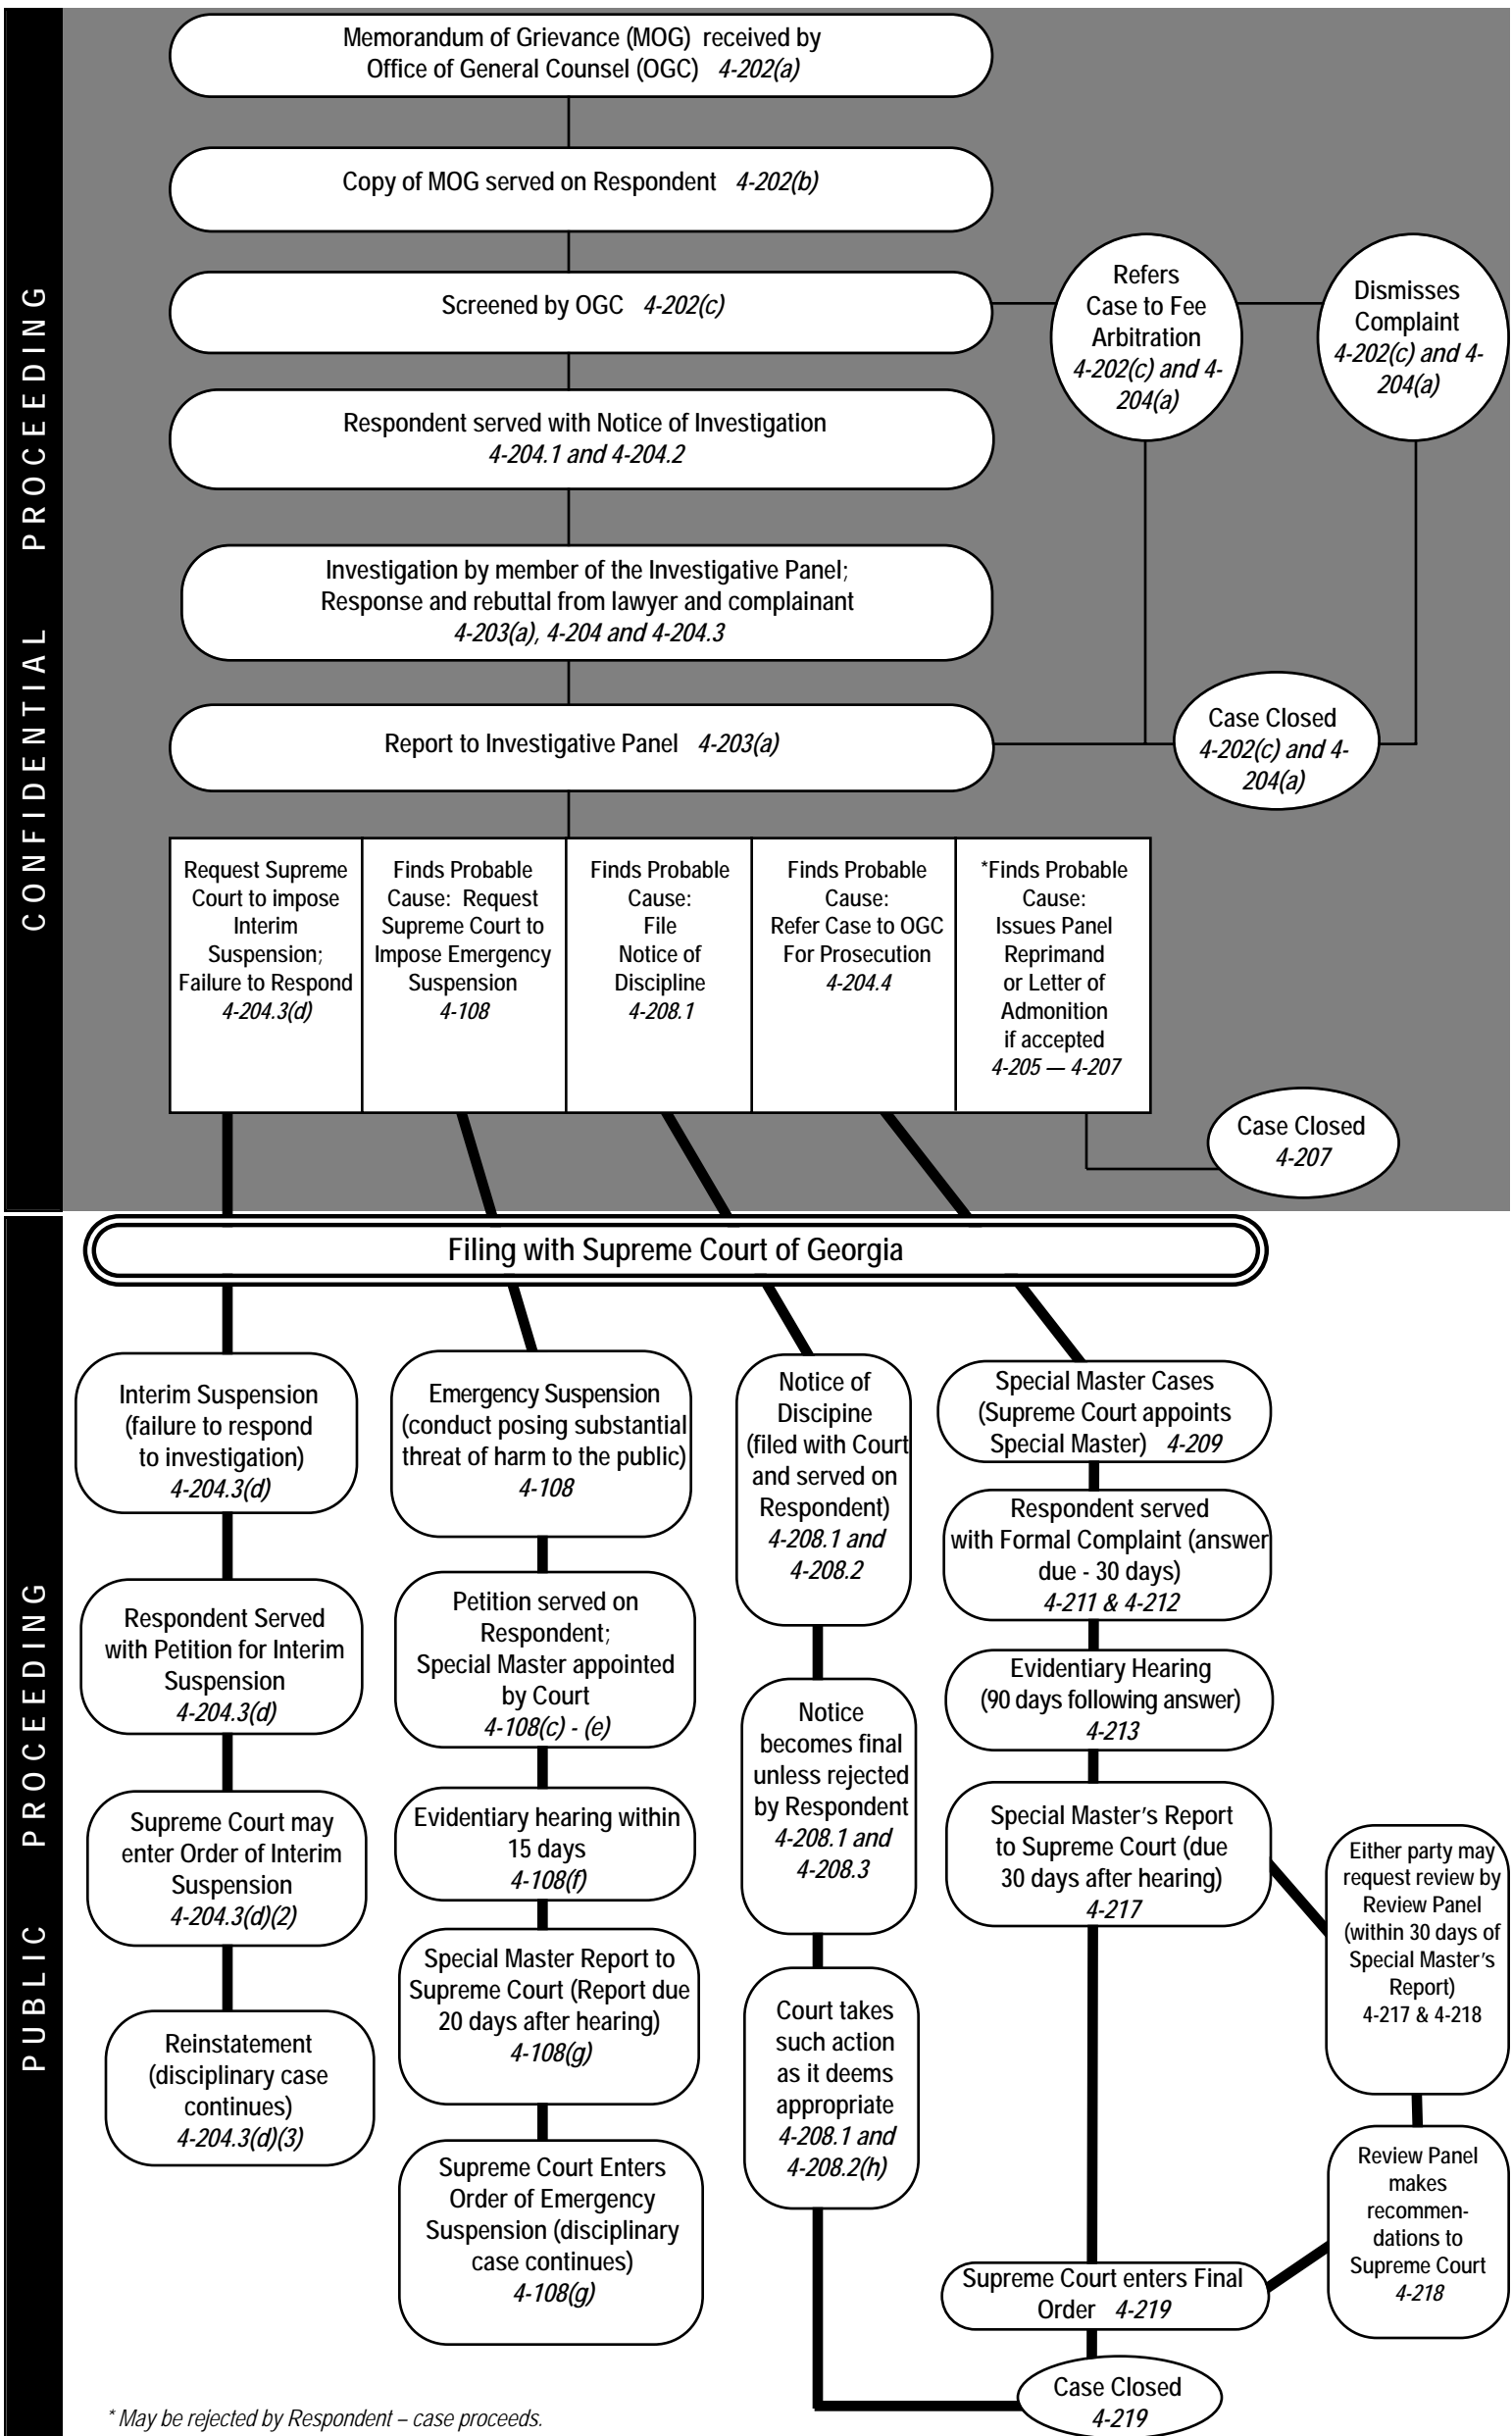 CONFIDENTIAL PROCEEDING
Memorandum of Grievance (MOG) received by
Office of General Counsel (OGC) 4-202(a)
Copy of MOG served on Respondent 4-202(b)
Screened by OGC 4-202(c)
Refers
Case to Fee
Arbitration
4-202(c) and 4-
204(a)
Dismisses
Complaint
4-202(c) and 4-
204(a)
Respondent served with Notice of Investigation
4-204.1 and 4-204.2
Investigation by member of the Investigative Panel;
Response and rebuttal from lawyer and complainant
4-203(a), 4-204 and 4-204.3
Report to Investigative Panel 4-203(a)
Case Closed
4-202(c) and 4-
204(a)
Request Supreme
Court to impose
Interim
Suspension;
Failure to Respond
4-204.3(d)
Finds Probable
Cause: Request
Supreme Court to
Impose Emergency
Suspension
4-108
Finds Probable
Cause:
File
Notice of
Discipline
4-208.1
Finds Probable
Cause:
Refer Case to OGC
For Prosecution
4-204.4
*Finds Probable
Cause:
Issues Panel
Reprimand
or Letter of
Admonition
if accepted
4-205 — 4-207
Case Closed
4-207
PUBLIC PROCEEDING
Filing with Supreme Court of Georgia
Interim Suspension
(failure to respond
to investigation)
4-204.3(d)
Respondent Served
with Petition for Interim
Suspension
4-204.3(d)
Supreme Court may
enter Order of Interim
Suspension
4-204.3(d)(2)
Reinstatement
(disciplinary case
continues)
4-204.3(d)(3)
Emergency Suspension
(conduct posing substantial
threat of harm to the public)
4-108
Petition served on
Respondent;
Special Master appointed
by Court
4-108(c) - (e)
Evidentiary hearing within
15 days
4-108(f)
Special Master Report to
Supreme Court (Report due
20 days after hearing)
4-108(g)
Supreme Court Enters
Order of Emergency
Suspension (disciplinary
case continues)
4-108(g)
Notice of
Discipine
(filed with Court
and served on
Respondent)
4-208.1 and
4-208.2
Notice
becomes final
unless rejected
by Respondent
4-208.1 and
4-208.3
Court takes
such action
as it deems
appropriate
4-208.1 and
4-208.2(h)
Special Master Cases
(Supreme Court appoints
Special Master) 4-209
Respondent served
with Formal Complaint (answer
due - 30 days)
4-211 & 4-212
Evidentiary Hearing
(90 days following answer)
4-213
Special Master's Report
to Supreme Court (due
30 days after hearing)
4-217
Either party may
request review by
Review Panel
(within 30 days of
Special Master's
Report)
4-217 & 4-218
Review Panel
makes
recommen-
dations to
Supreme Court
4-218
Supreme Court enters Final
Order 4-219
Case Closed
4-219
* May be rejected by Respondent – case proceeds.